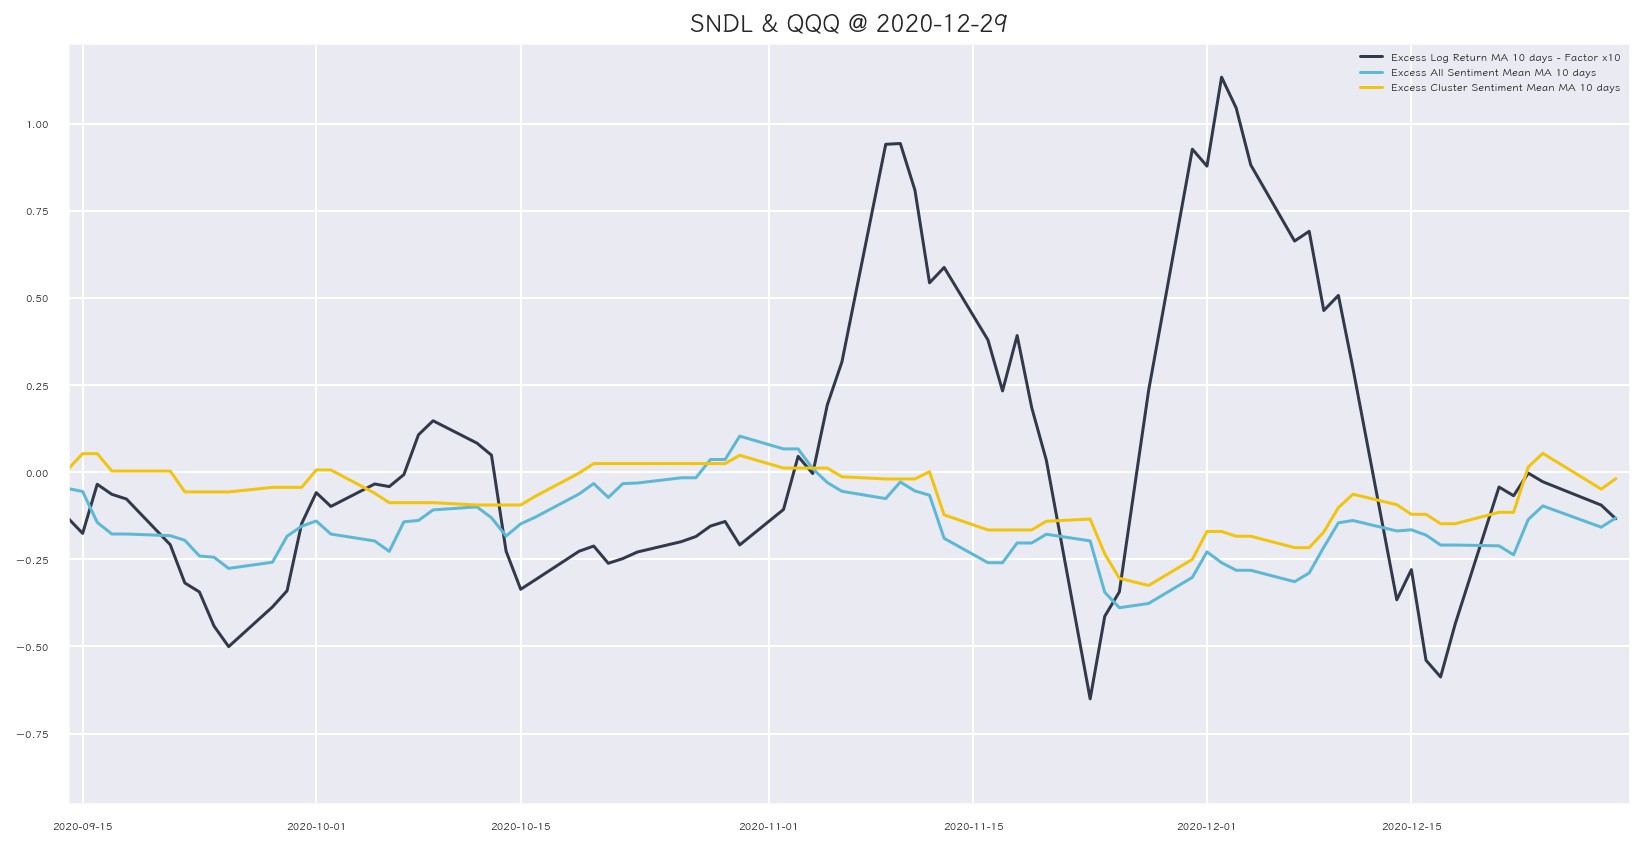 SNDL & QQQ @ 2020-12-29
Excess Log Return MA 10 days - Factor x10
Excess All Sentiment Mean MA 10 days
Excess Cluster Sentiment Mean MA 10 days
1.00
0.75
0.50
0.25
0.00
−0.25
−0.50
−0.75
2020-09-15 2020-10-01 2020-10-15 2020-11-01 2020-11-15 2020-12-01 2020-12-15